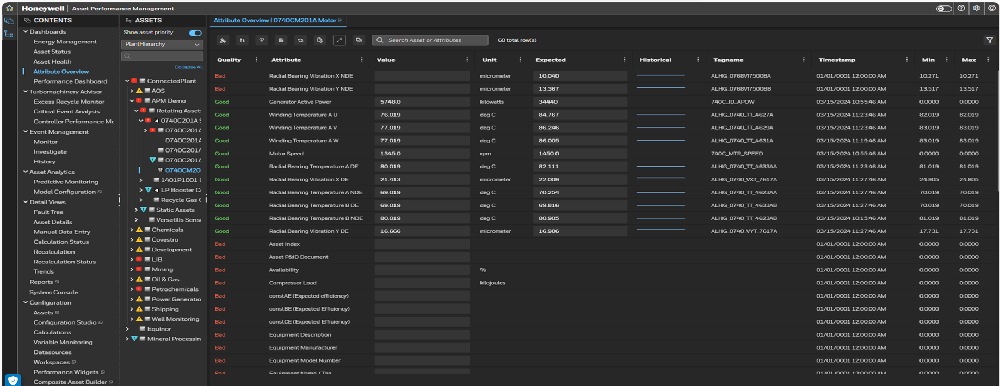 Honeywell | Asset Performance Management
CONTENTS
Dashboards
Energy Management
Asset Status
Asset Health
Attribute Overview
Performance Dashboard
Turbomachinery Advisor
Excess Recycle Monitor
Critical Event Analysis
Controller Performance Mc
Event Management
Monitor
Investigate
History
Asset Analytics
Predictive Monitoring
Model Configuration
Detail Views
Fault Tree
Asset Details
Manual Data Entry
Calculation Status
Recalculation
Recalculation Status
Trends
Reports
System Console
Configuration
Assets
Configuration Studio
Calculations
Variable Monitoring
Datasources
Workspaces
Performance Widgets
Composite Asset Builder
ASSETS
Show asset priority
PlantHierarchy
Collapse All
ConnectedPlant
AOS
APM Demo
Rotating Asset
0740C201A S
0740C201A
0740C201A
0740C201A
0740C201A
0740CM20
1401P1001 (
LP Booster C
Recycle Gas (
Static Assets
Versatilis Sens
Chemicals
Covestro
Development
LIB
Mining
Oil & Gas
Petrochemicals
Power Generatio
Shipping
Well Monitoring
Equinor
Mineral Processin
Attribute Overview | 0740CM201A Motor
Search Asset or Attributes 60 total row(s)
Quality Attribute Value Unit Expected Historical Tagname Timestamp Min Max
Bad Radial Bearing Vibration X NDE micrometer 10.040 ALHG_0768VI7500BA 01/01/0001 12:00:00 AM 10.271 10.271
Bad Radial Bearing Vibration Y NDE micrometer 13.367 ALHG_0768VI7500BB 01/01/0001 12:00:00 AM 13.517 13.517
Good Generator Active Power 5748.0 kilowatts 34440 740C_ID_APOW 03/15/2024 10:55:46 AM 0.0000 0.0000
Good Winding Temperature A U 76.019 deg C 84.767 ALHG_0740_TT_4627A 03/15/2024 11:23:46 AM 82.019 82.019
Good Winding Temperature A V 77.019 deg C 86.246 ALHG_0740_TT_4629A 03/15/2024 11:23:46 AM 83.019 83.019
Good Winding Temperature A W 77.019 deg C 86.005 ALHG_0740_TT_4631A 03/15/2024 11:19:46 AM 83.019 83.019
Good Motor Speed 1345.0 rpm 1450.0 740C_MTR_SPEED 03/15/2024 10:55:46 AM 0.0000 0.0000
Good Radial Bearing Temperature A DE 80.019 deg C 82.111 ALHG_0740_TT_4633AA 03/15/2024 11:23:46 AM 81.019 81.019
Good Radial Bearing Vibration X DE 21.413 micrometer 22.009 ALHG_0740_VXT_7617A 03/15/2024 11:27:46 AM 24.805 24.805
Good Radial Bearing Temperature A NDE 69.019 deg C 70.254 ALHG_0740_TT_4623AA 03/15/2024 11:27:46 AM 70.019 70.019
Good Radial Bearing Temperature B DE 69.019 deg C 69.816 ALHG_0740_TT_4633AB 03/15/2024 11:27:46 AM 70.019 70.019
Good Radial Bearing Temperature B NDE 80.019 deg C 80.905 ALHG_0740_TT_4623AB 03/15/2024 10:15:46 AM 81.019 81.019
Good Radial Bearing Vibration Y DE 16.666 micrometer 16.986 ALHG_0740_VYT_7617A 03/15/2024 11:27:46 AM 17.731 17.731
Bad Asset Index 01/01/0001 12:00:00 AM 0.0000 0.0000
Bad Asset P&ID Document 01/01/0001 12:00:00 AM 0.0000 0.0000
Bad Availability % 01/01/0001 12:00:00 AM 0.0000 0.0000
Bad Compressor Load kilojoules 01/01/0001 12:00:00 AM 0.0000 0.0000
Bad constAE (Expected efficiency) 01/01/0001 12:00:00 AM 0.0000 0.0000
Bad constBE (Expected Efficiency) 01/01/0001 12:00:00 AM 0.0000 0.0000
Bad constCE (Expected Efficiency) 01/01/0001 12:00:00 AM 0.0000 0.0000
Bad Equipment Description 01/01/0001 12:00:00 AM 0.0000 0.0000
Bad Equipment Manufacturer 01/01/0001 12:00:00 AM 0.0000 0.0000
Bad Equipment Model Number 01/01/0001 12:00:00 AM 0.0000 0.0000